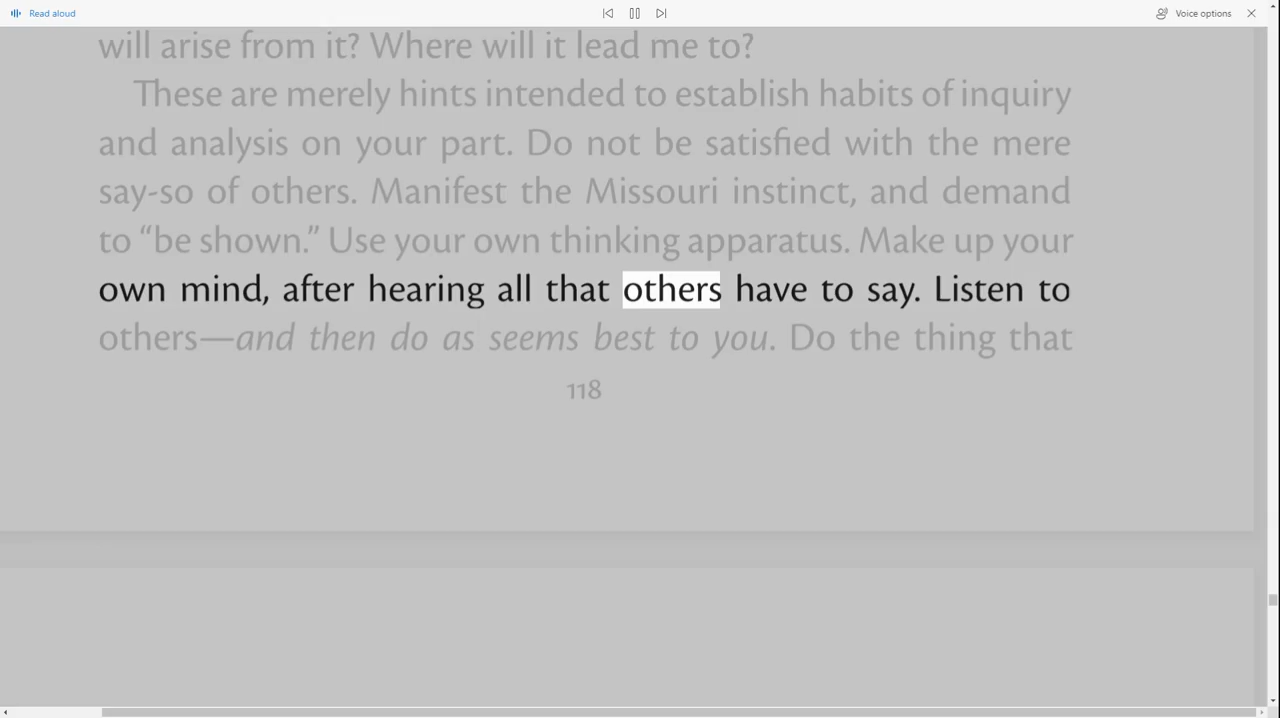 Read aloud
Voice options
will arise from it? Where will it lead me to?
These are merely hints intended to establish habits of inquiry
and analysis on your part. Do not be satisfied with the mere
say-so of others. Manifest the Missouri instinct, and demand
to “be shown.” Use your own thinking apparatus. Make up your
own mind, after hearing all that others have to say. Listen to
others—and then do as seems best to you. Do the thing that
118